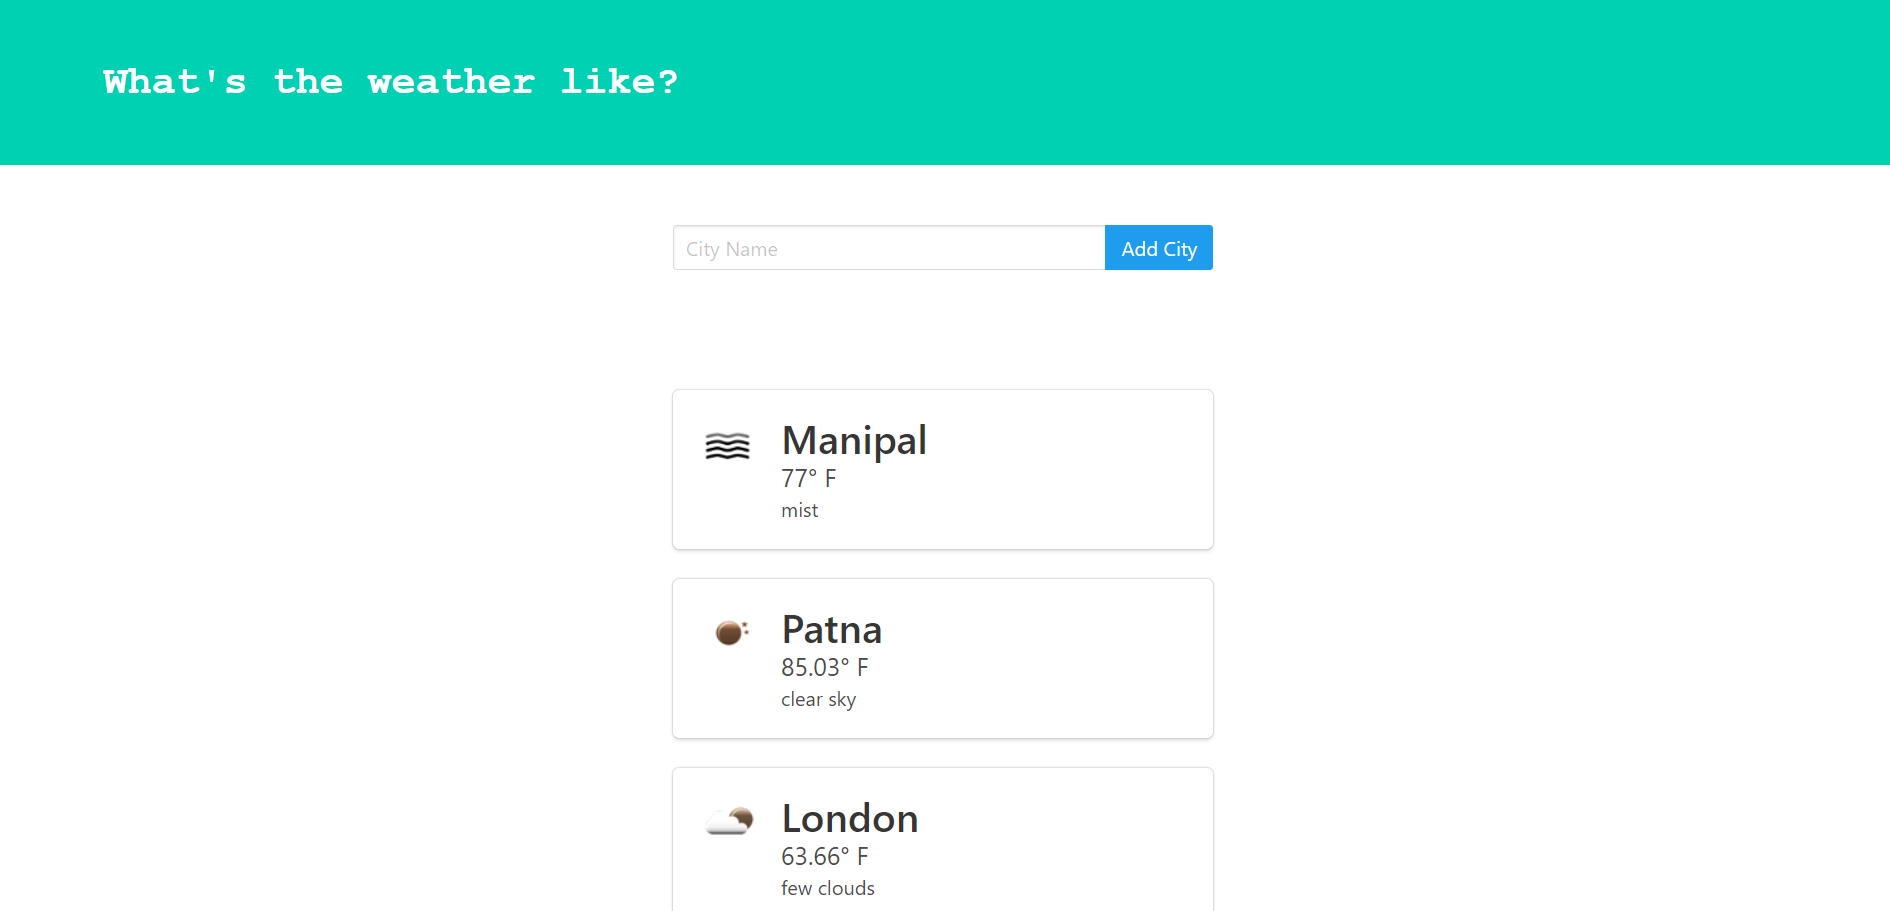 What's the weather like?
City Name
Add City
Manipal
77° F
mist
Patna
85.03° F
clear sky
London
63.66° F
few clouds